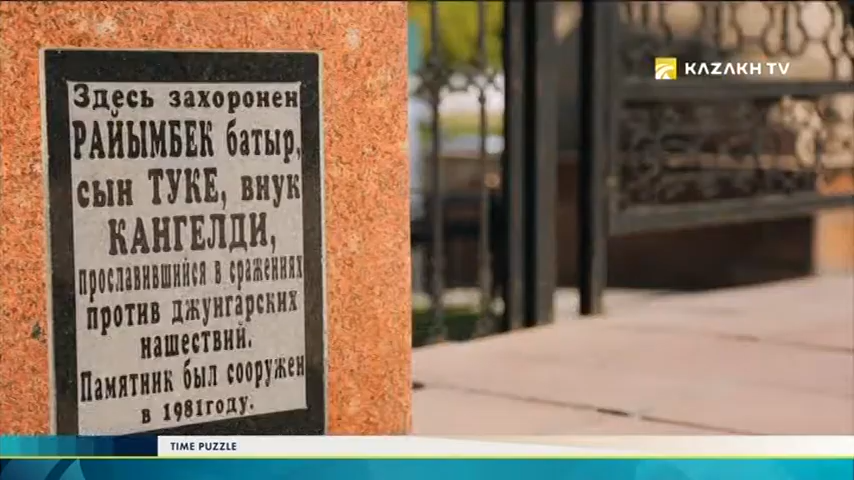 KAZAKH TV
Здесь захоронен
РАЙЫМБЕК батыр,
сын ТУКЕ, внук
КАНГЕЛДИ,
прославившийся в сражениях
против джунгарских
нашествий.
Памятник был сооружен
в 1981году.
TIME PUZZLE